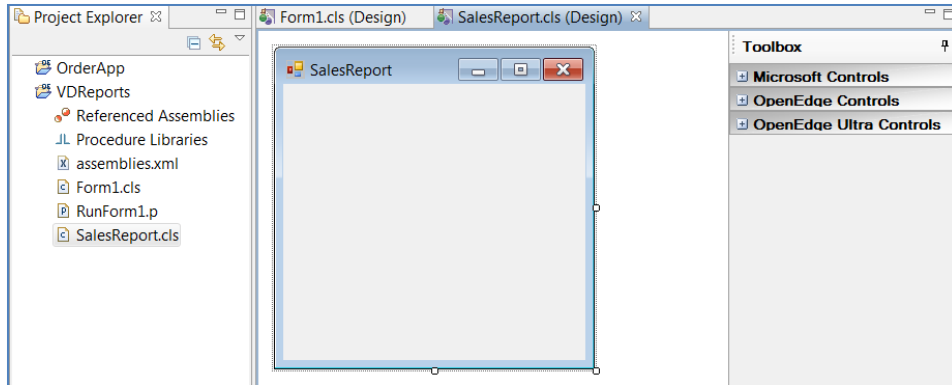 Project Explorer
Form1.cls (Design)
SalesReport.cls (Design)
OrderApp
VDReports
Referenced Assemblies
Procedure Libraries
assemblies.xml
Form1.cls
RunForm1.p
SalesReport.cls
SalesReport
Toolbox
Microsoft Controls
OpenEdge Controls
OpenEdge Ultra Controls